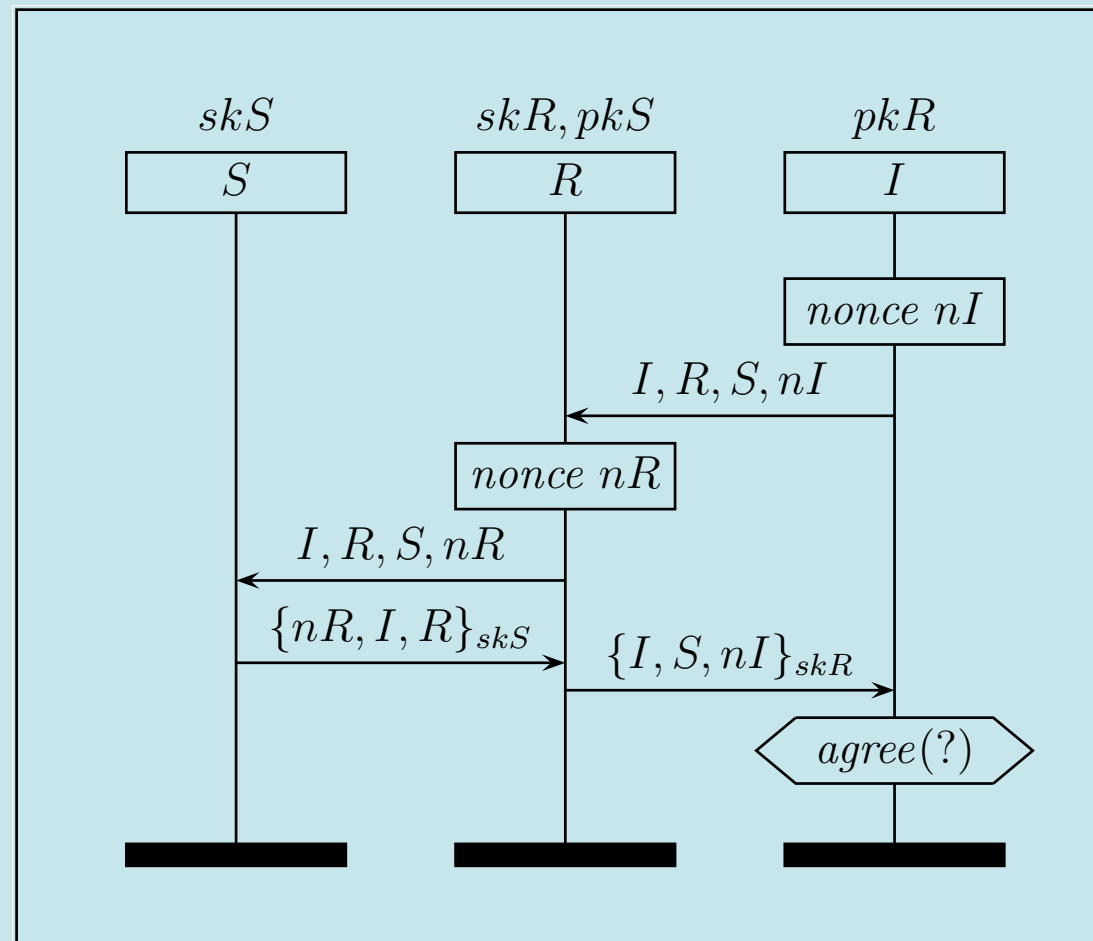 skS
skR, pkS
pkR
S
R
I
nonce nI
I, R, S, nI
nonce nR
I, R, S, nR
{nR, I, R}skS
{I, S, nI}skR
agree(?)